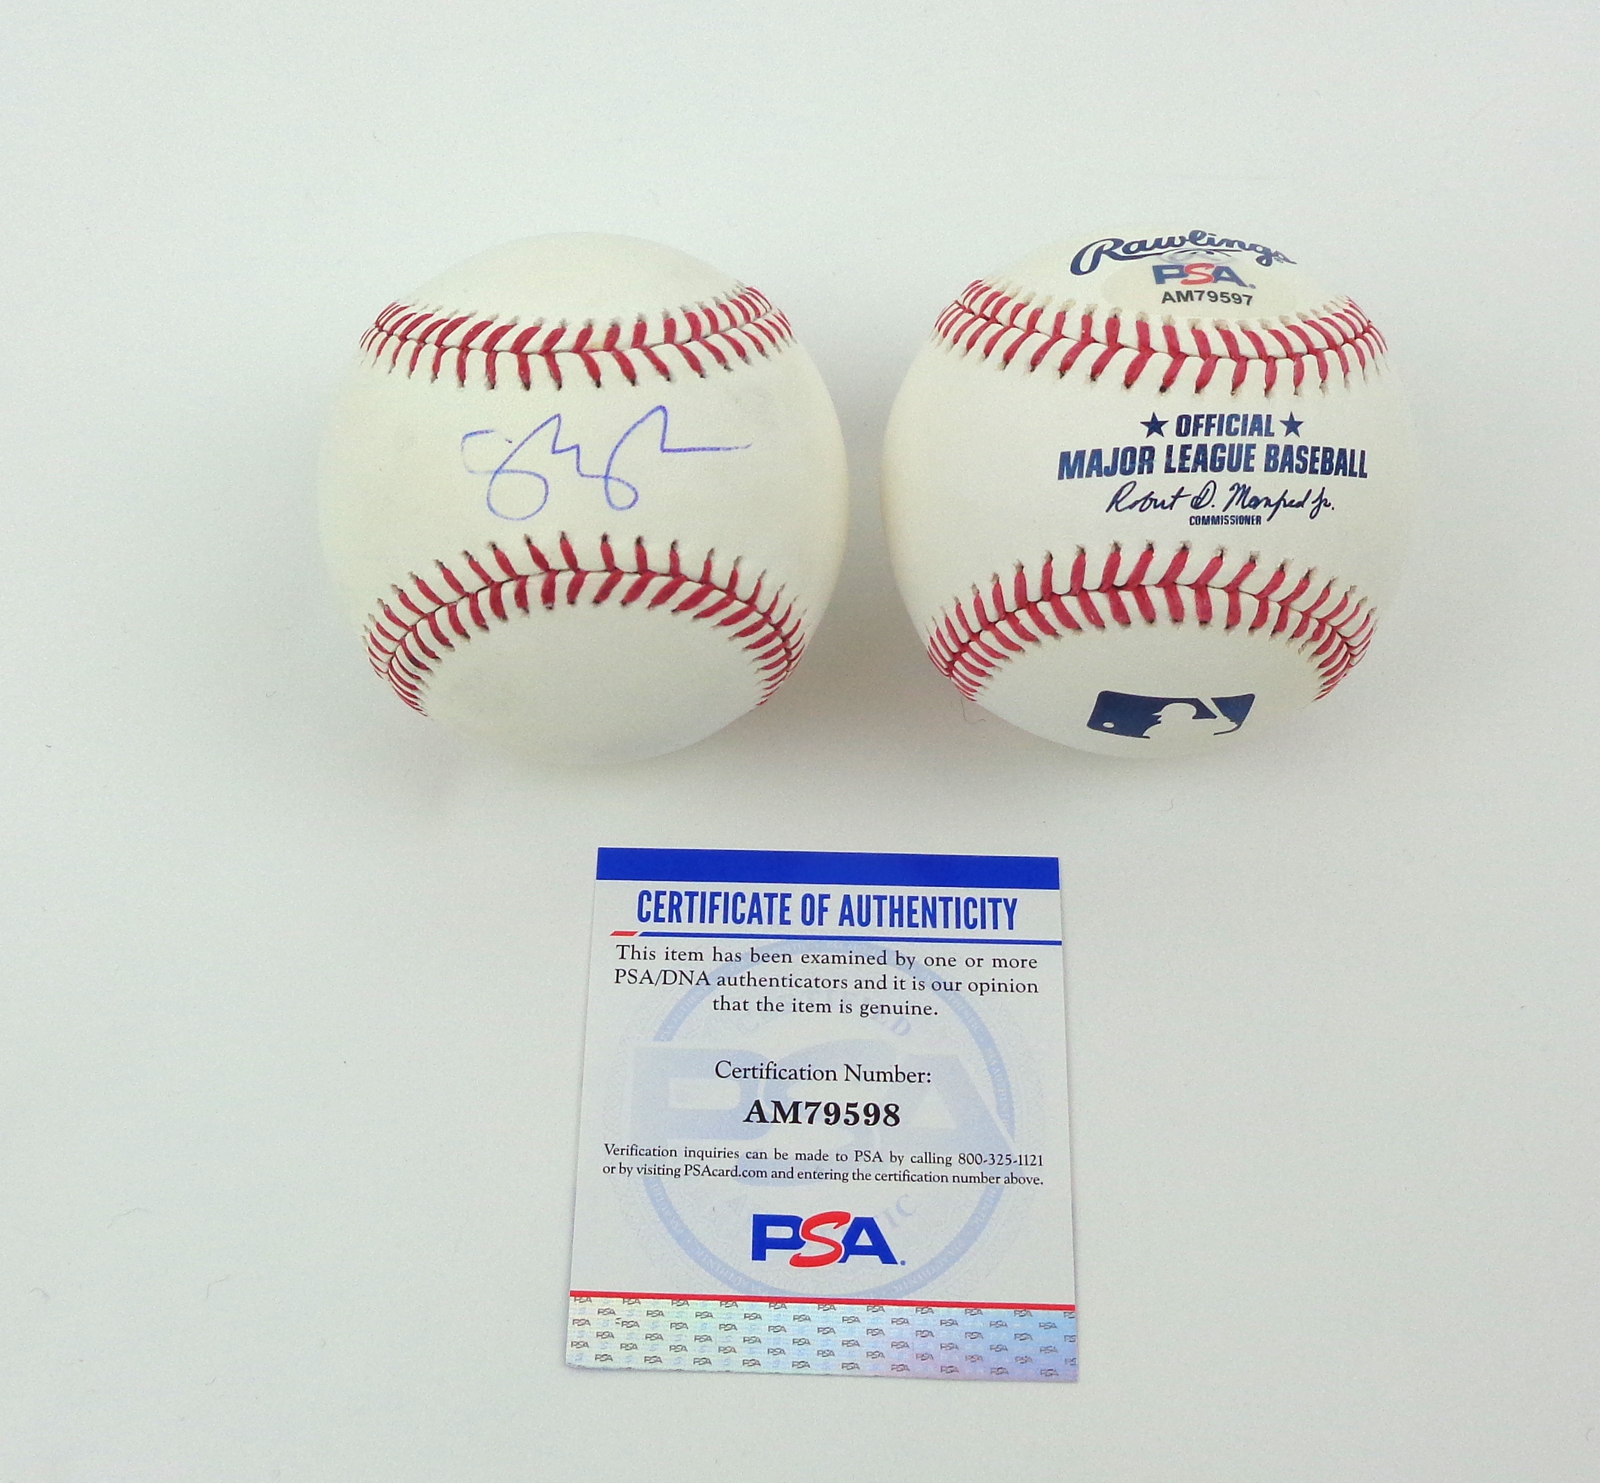 Rawlings
PSA
AM79597
★ OFFICIAL ★
MAJOR LEAGUE BASEBALL
Robert D. Manfred Jr.
COMMISSIONER
CERTIFICATE OF AUTHENTICITY
This item has been examined by one or more
PSA/DNA authenticators and it is our opinion
that the item is genuine.
Certification Number:
AM79598
Verification inquiries can be made to PSA by calling 800-325-1121
or by visiting PSAcard.com and entering the certification number above.
PSA